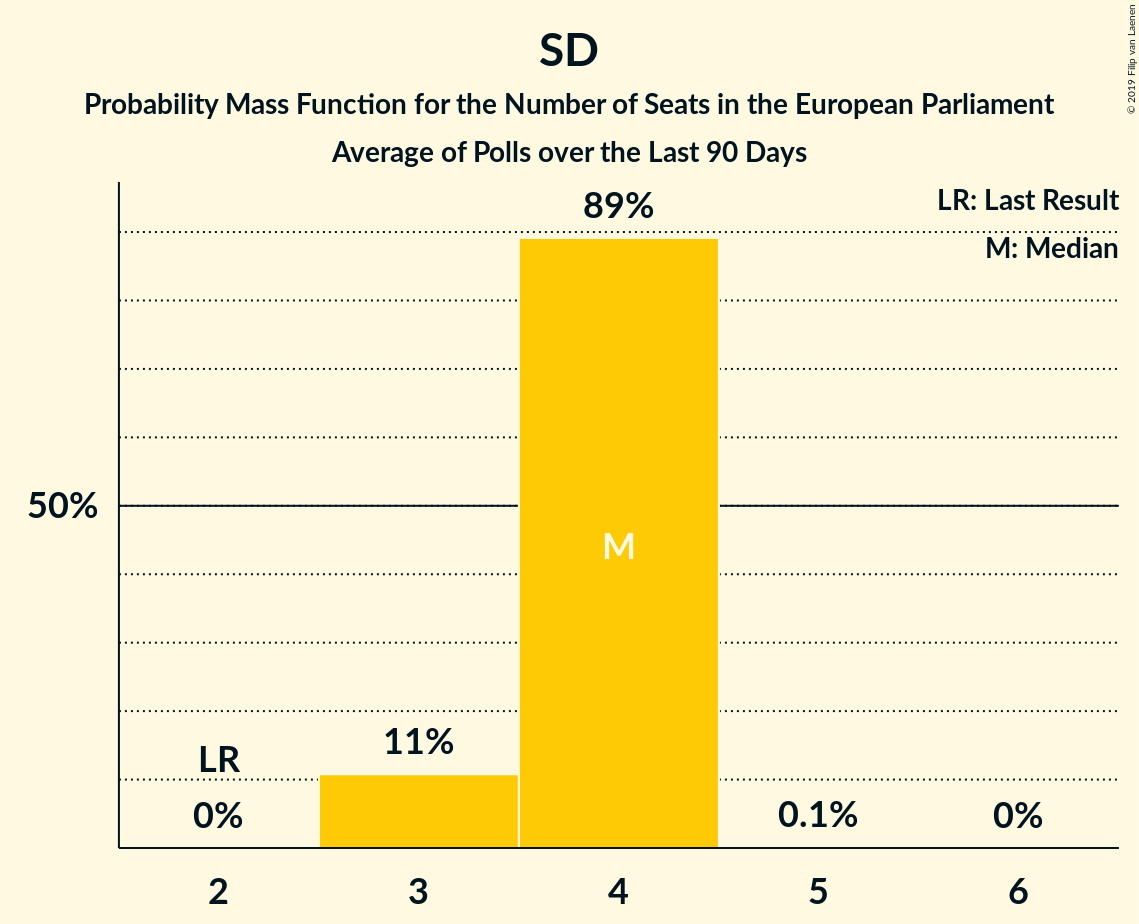 SD
Probability Mass Function for the Number of Seats in the European Parliament
Average of Polls over the Last 90 Days
© 2019 Filip van Laenen
LR: Last Result
M: Median
89%
50%
M
11%
LR
0%
0.1%
0%
2 3 4 5 6